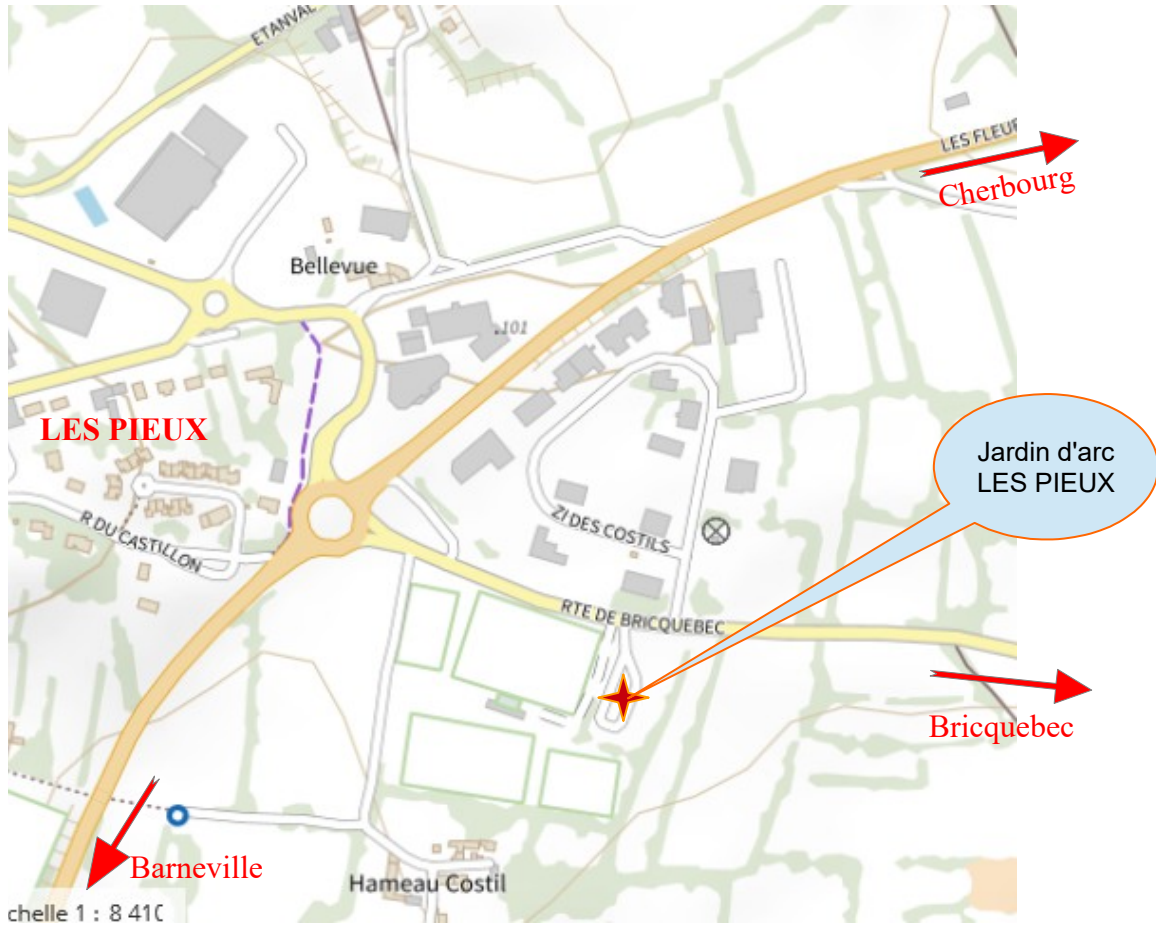 ETANVAL
LES FLEUR
Cherbourg
Bellevue
.101
LES PIEUX
Jardin d'arc
LES PIEUX
R DU CASTILLON
ZI DES COSTILS
RTE DE BRICQUEBEC
Bricquebec
Barneville
Hameau Costil
chelle 1 : 8 410